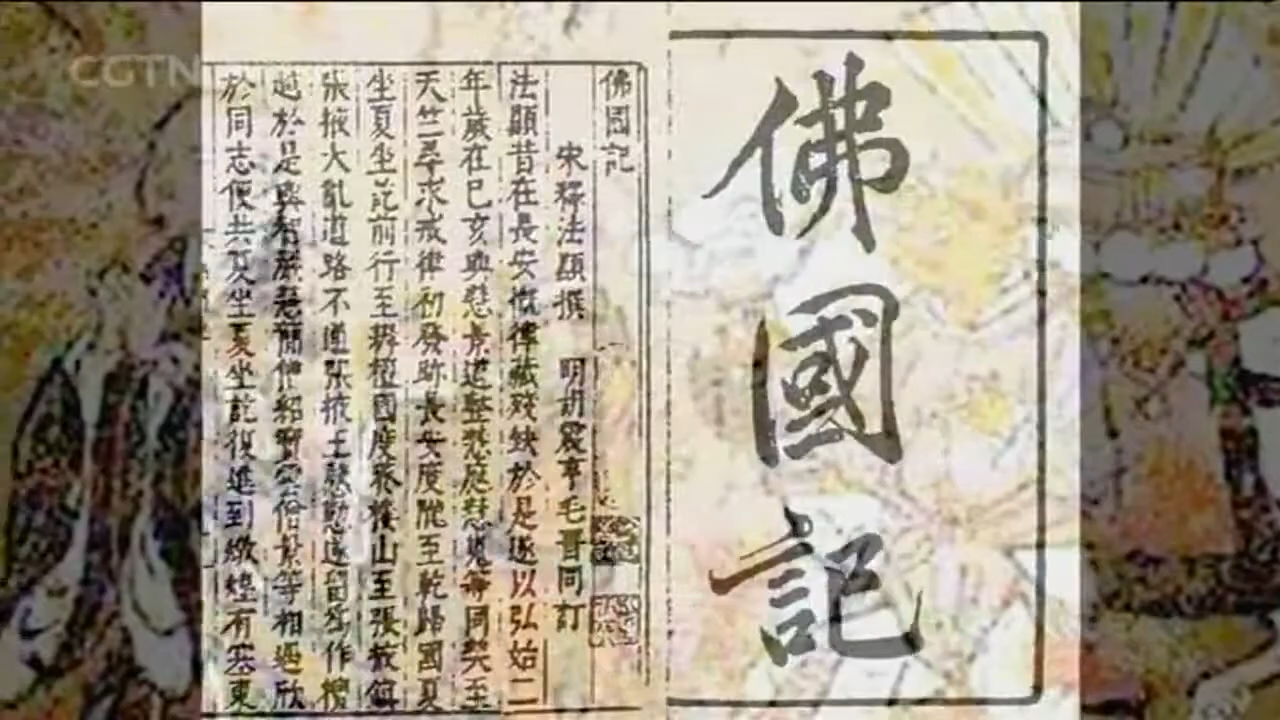 CGTN
佛國記
佛國記
宋釋法顯撰 明胡震亨毛晉同訂
法顯昔在長安慨律藏殘缺於是遂以弘始二
年歲在巳亥與慧景道整慧應慧嵬等同契至
天竺尋求戒律初發跡長安度隴至乾歸國夏
坐夏坐訖前行至耨檀國度養樓山至張掖鎮
張掖大亂道路不通張掖王慇懃遂留為作檀
越於是與智嚴慧簡僧紹寶雲僧景等相遇欣
於同志便共夏坐夏坐訖復進到燉煌有塞東